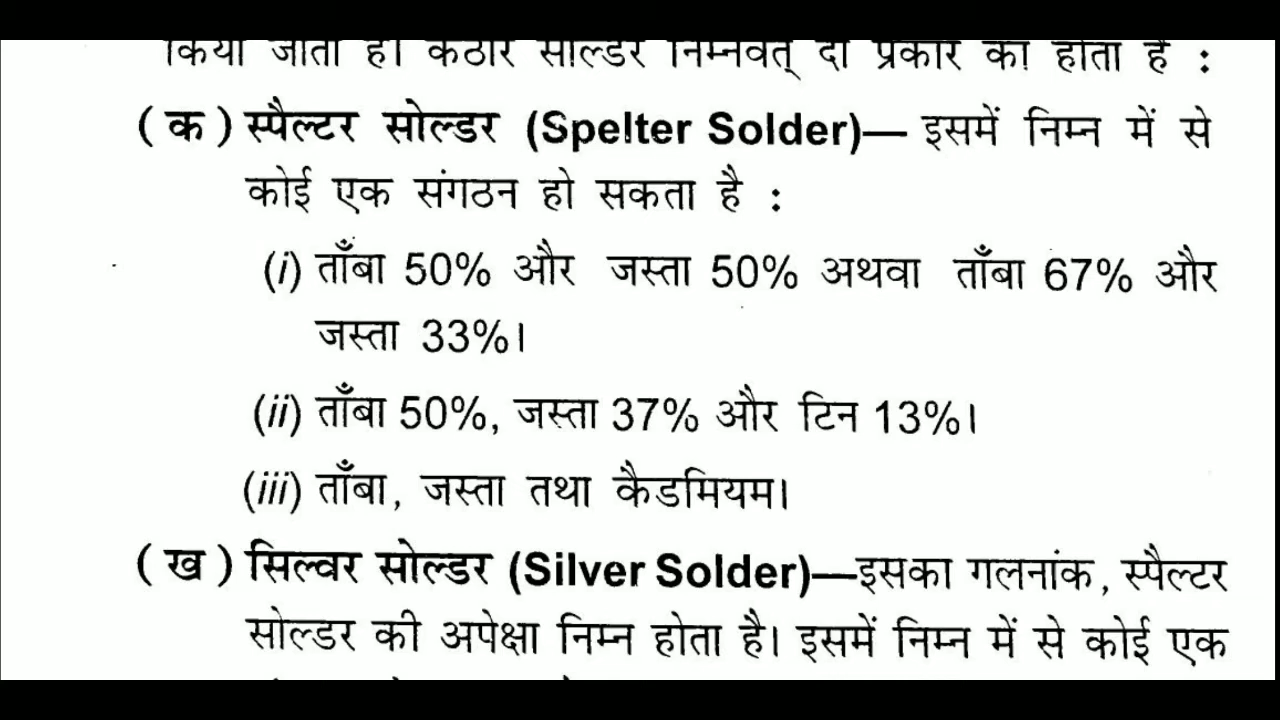 किया जाता है। कठोर सोल्डर निम्नवत् दो प्रकार का होता है :
( क ) स्पैल्टर सोल्डर (Spelter Solder)— इसमें निम्न में से
कोई एक संगठन हो सकता है :
(i) ताँबा 50% और जस्ता 50% अथवा ताँबा 67% और
जस्ता 33%।
(ii) ताँबा 50%, जस्ता 37% और टिन 13%।
(iii) ताँबा, जस्ता तथा कैडमियम।
( ख ) सिल्वर सोल्डर (Silver Solder)—इसका गलनांक, स्पैल्टर
सोल्डर की अपेक्षा निम्न होता है। इसमें निम्न में से कोई एक